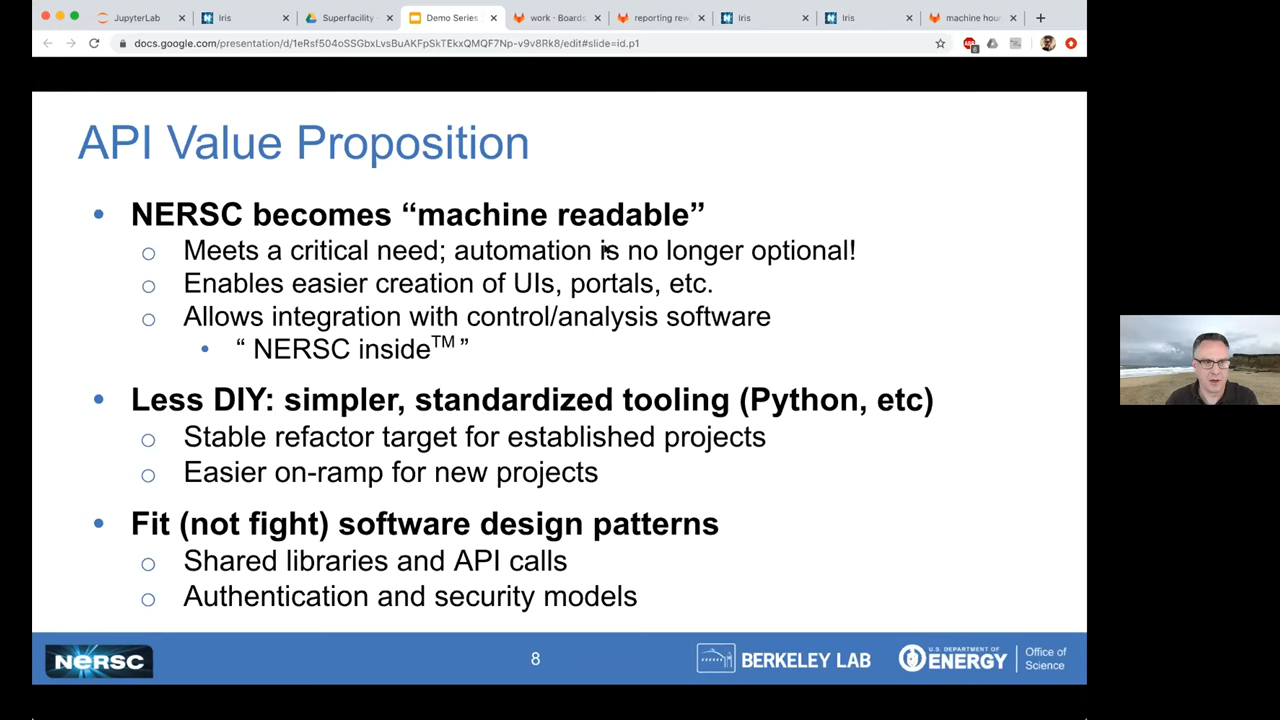 JupyterLab
Iris
Superfacility
Demo Series
work · Boards
reporting rew
Iris
Iris
machine hour
docs.google.com/presentation/d/1eRsf504oSSGbxLvsBuAKFpSkTEkxQMQF7Np-v9v8Rk8/edit#slide=id.p1
API Value Proposition
• NERSC becomes “machine readable”
○ Meets a critical need; automation is no longer optional!
○ Enables easier creation of UIs, portals, etc.
○ Allows integration with control/analysis software
• “ NERSC inside™ ”
• Less DIY: simpler, standardized tooling (Python, etc)
○ Stable refactor target for established projects
○ Easier on-ramp for new projects
• Fit (not fight) software design patterns
○ Shared libraries and API calls
○ Authentication and security models
NERSC
8
BERKELEY LAB
U.S. DEPARTMENT OF
ENERGY
Office of
Science